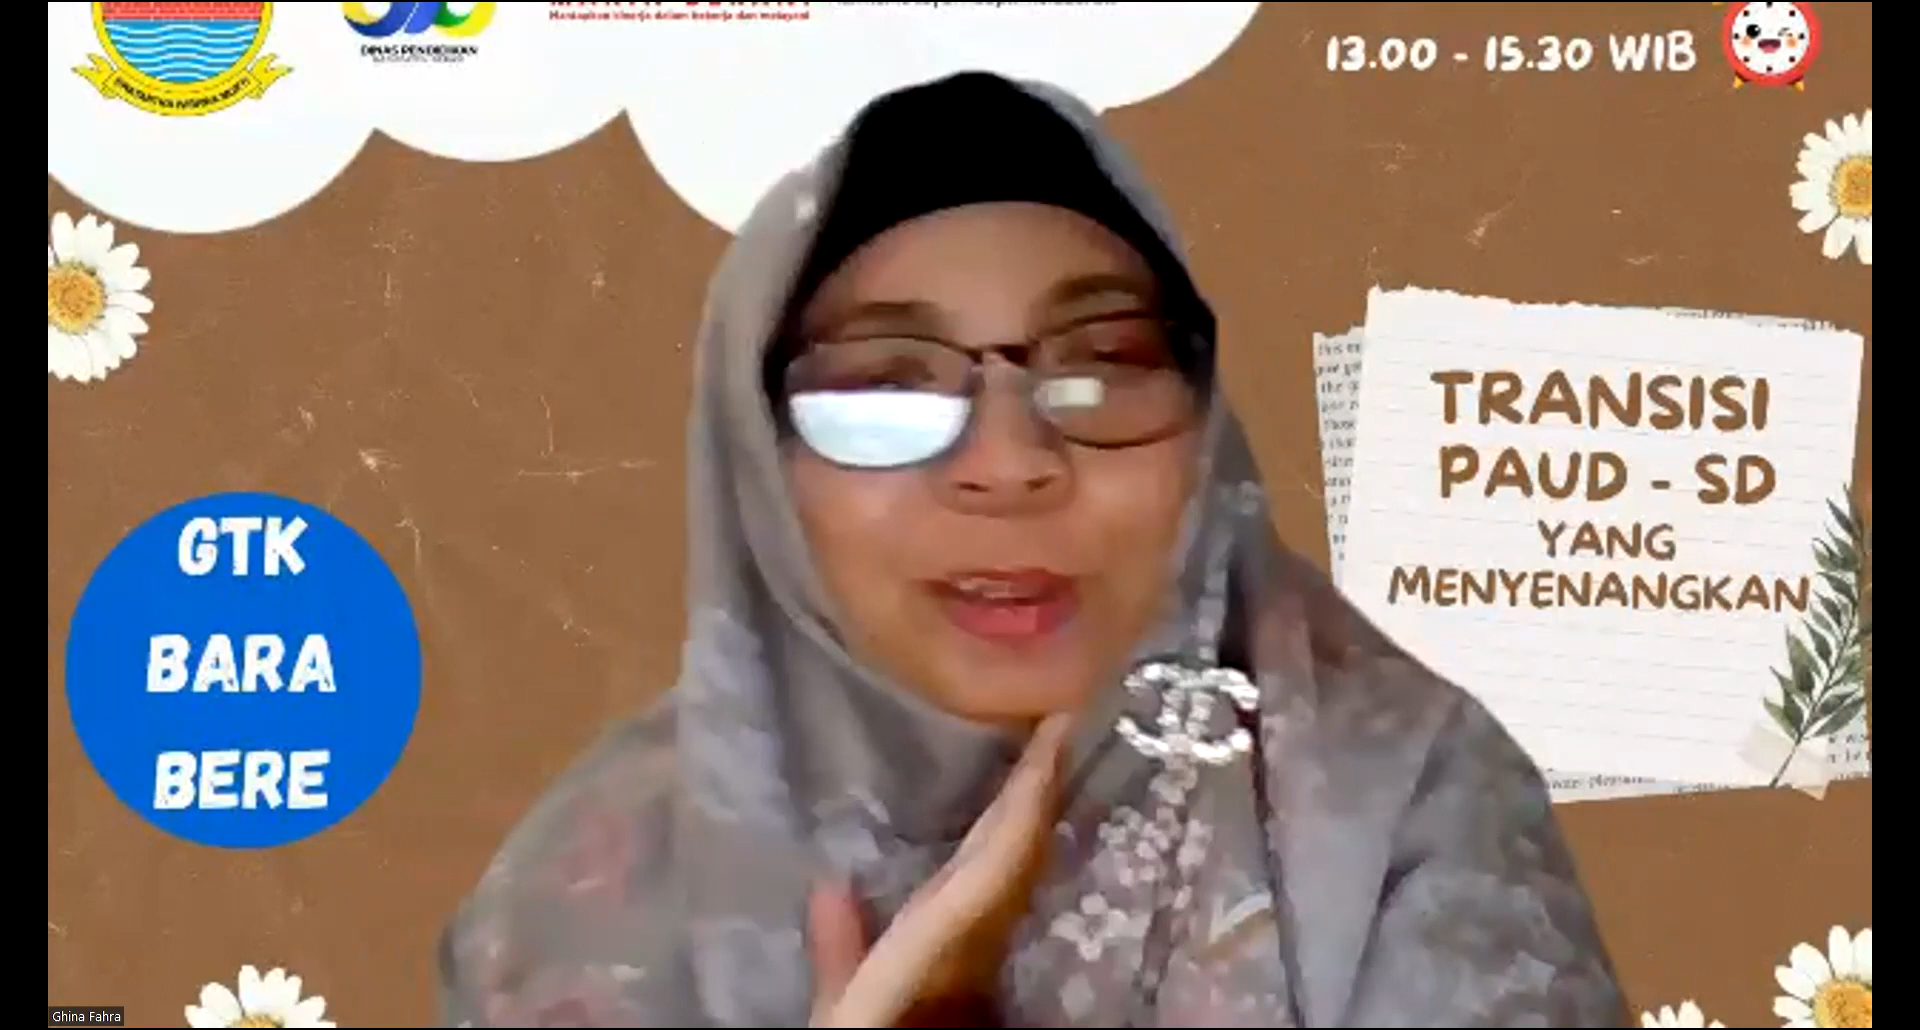 DINAS PENDIDIKAN
13.00 - 15.30 WIB
TRANSISI
PAUD - SD
YANG
MENYENANGKAN
GTK
BARA
BERE
Ghina Fahra